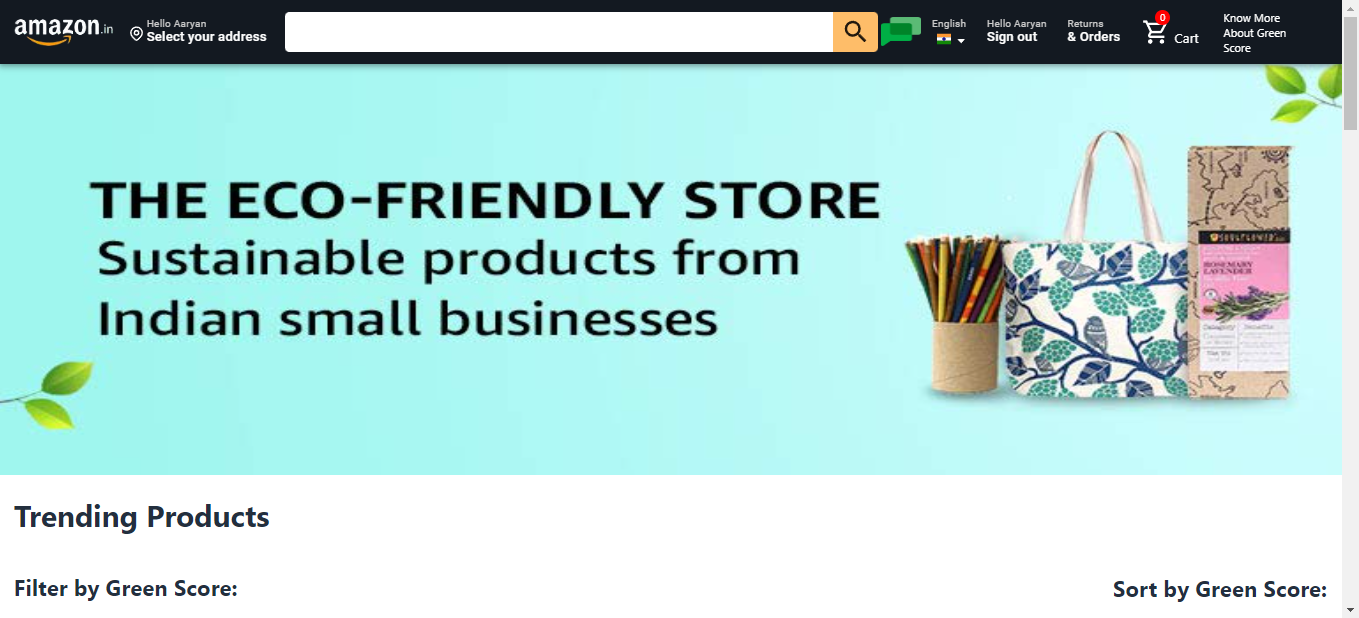 amazon.in
Hello Aaryan
Select your address
English
Hello Aaryan
Sign out
Returns
& Orders
0
Cart
Know More
About Green
Score
THE ECO-FRIENDLY STORE
Sustainable products from
Indian small businesses
SOULFLOWER
ROSEMARY
LAVENDER
Category
Benefits
Trending Products
Filter by Green Score:
Sort by Green Score: